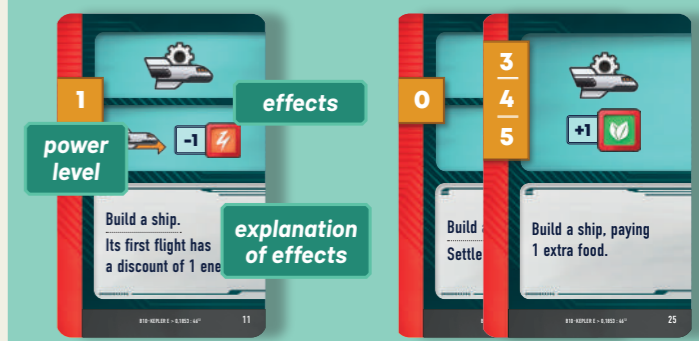 1
effects
power
level
-1
Build a ship.
Its first flight has
a discount of 1 ene
explanation
of effects
11
0
Build
Settle
3
4
5
+1
Build a ship, paying
1 extra food.
25